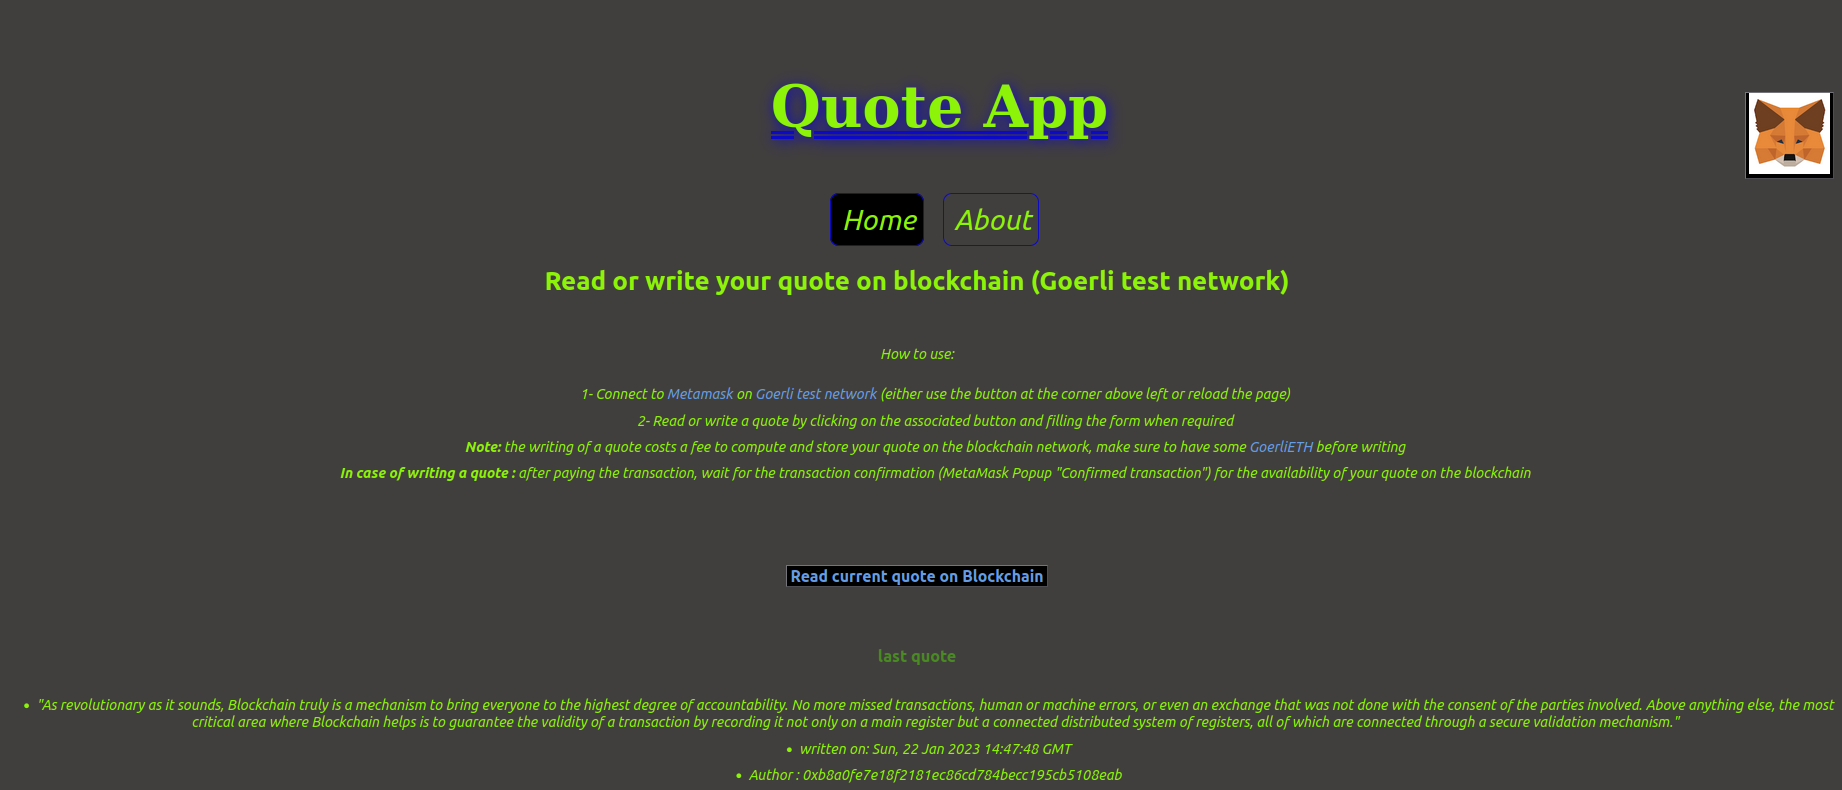 Quote App
Home About
Read or write your quote on blockchain (Goerli test network)
How to use:
1- Connect to Metamask on Goerli test network (either use the button at the corner above left or reload the page)
2- Read or write a quote by clicking on the associated button and filling the form when required
Note: the writing of a quote costs a fee to compute and store your quote on the blockchain network, make sure to have some GoerliETH before writing
In case of writing a quote : after paying the transaction, wait for the transaction confirmation (MetaMask Popup "Confirmed transaction") for the availability of your quote on the blockchain
Read current quote on Blockchain
last quote
• "As revolutionary as it sounds, Blockchain truly is a mechanism to bring everyone to the highest degree of accountability. No more missed transactions, human or machine errors, or even an exchange that was not done with the consent of the parties involved. Above anything else, the most
critical area where Blockchain helps is to guarantee the validity of a transaction by recording it not only on a main register but a connected distributed system of registers, all of which are connected through a secure validation mechanism."
• written on: Sun, 22 Jan 2023 14:47:48 GMT
• Author : 0xb8a0fe7e18f2181ec86cd784becc195cb5108eab